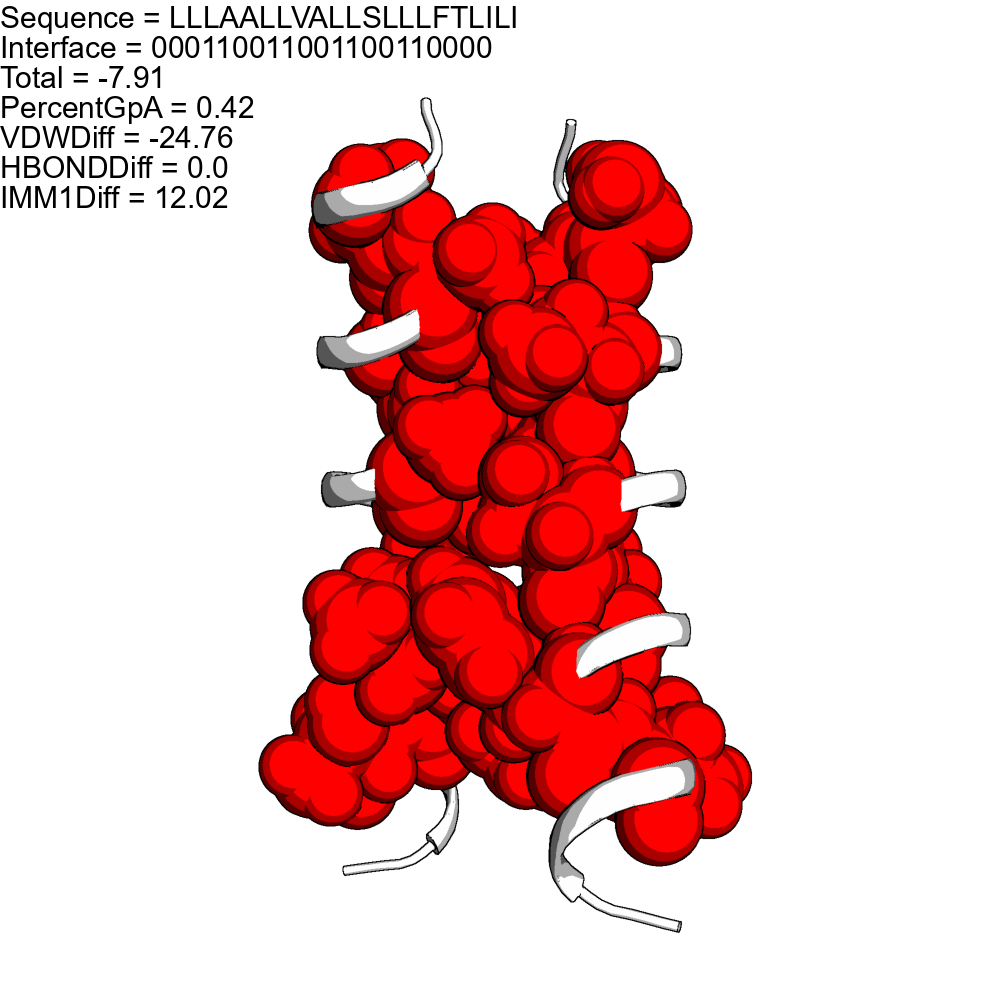 Sequence = LLLAALLVALLSLLLFTLILI
Interface = 000110011001100110000
Total = -7.91
PercentGpA = 0.42
VDWDiff = -24.76
HBONDDiff = 0.0
IMM1Diff = 12.02